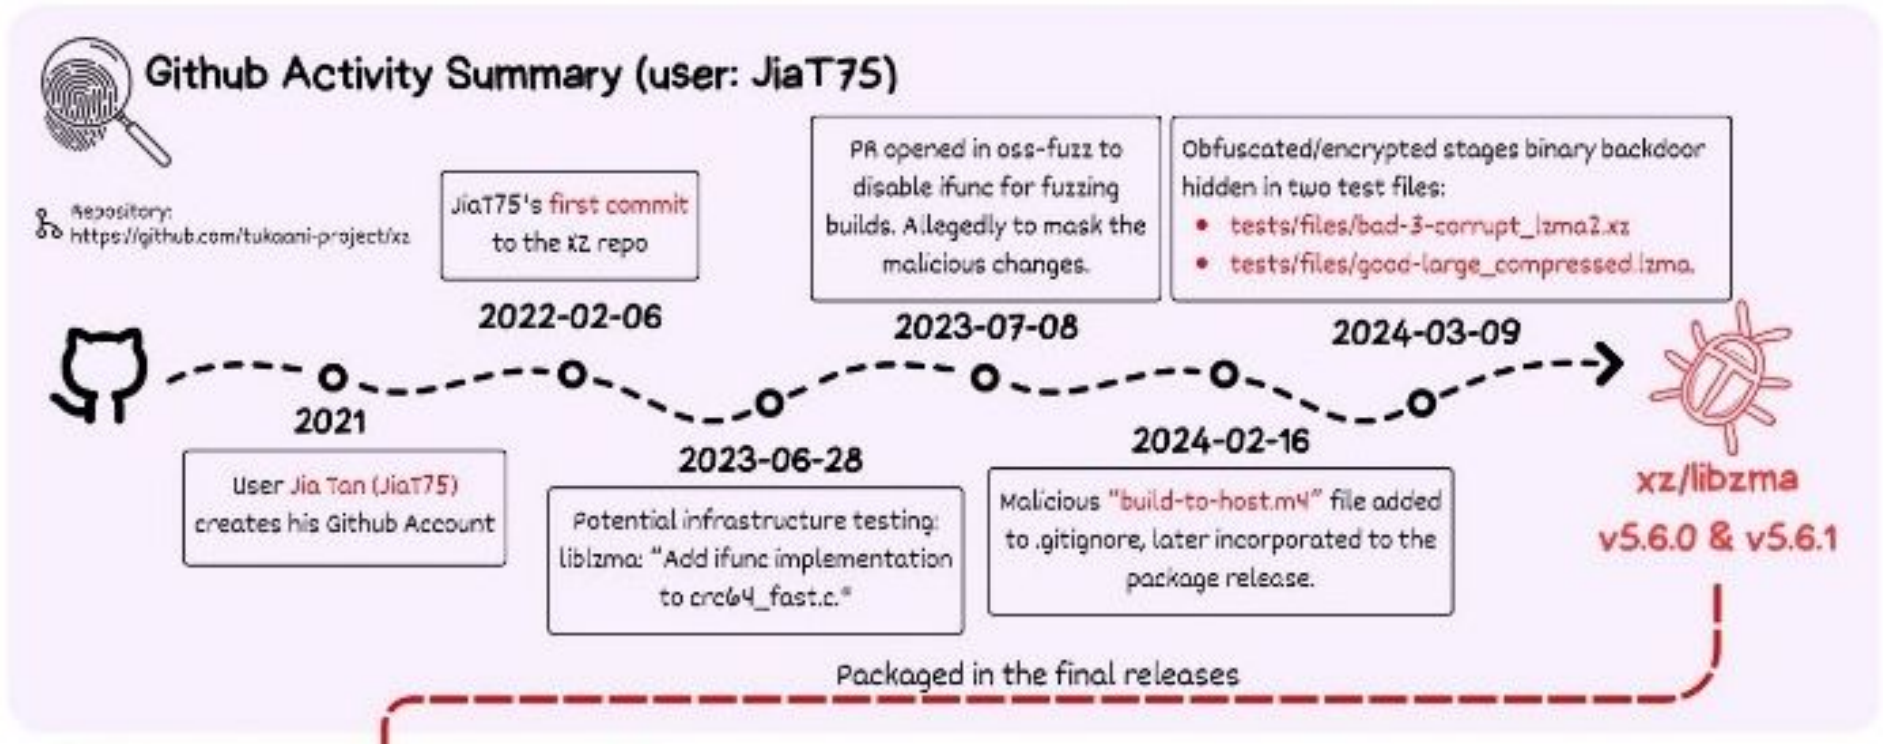 Github Activity Summary (user: JiaT75)
Repository:
https://github.com/tukaani-project/xz
2021
User Jia Tan (JiaT75)
creates his Github Account
JiaT75's first commit
to the XZ repo
2022-02-06
2023-06-28
Potential infrastructure testing:
liblzma: "Add ifunc implementation
to crc64_fast.c."
PR opened in oss-fuzz to
disable ifunc for fuzzing
builds. Allegedly to mask the
malicious changes.
2023-07-08
2024-02-16
Malicious "build-to-host.m4" file added
to .gitignore, later incorporated to the
package release.
Obfuscated/encrypted stages binary backdoor
hidden in two test files:
• tests/files/bad-3-corrupt_lzma2.xz
• tests/files/good-large_compressed.lzma.
2024-03-09
xz/libzma
v5.6.0 & v5.6.1
Packaged in the final releases